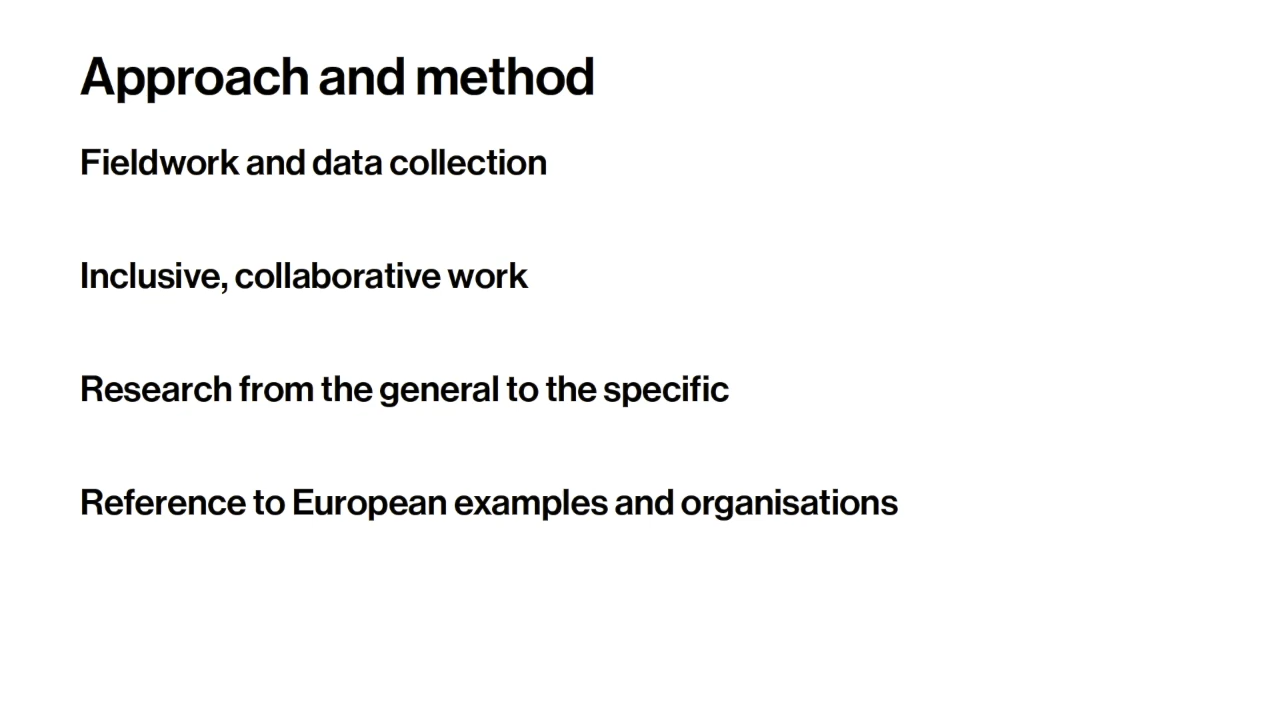 Approach and method
Fieldwork and data collection
Inclusive, collaborative work
Research from the general to the specific
Reference to European examples and organisations